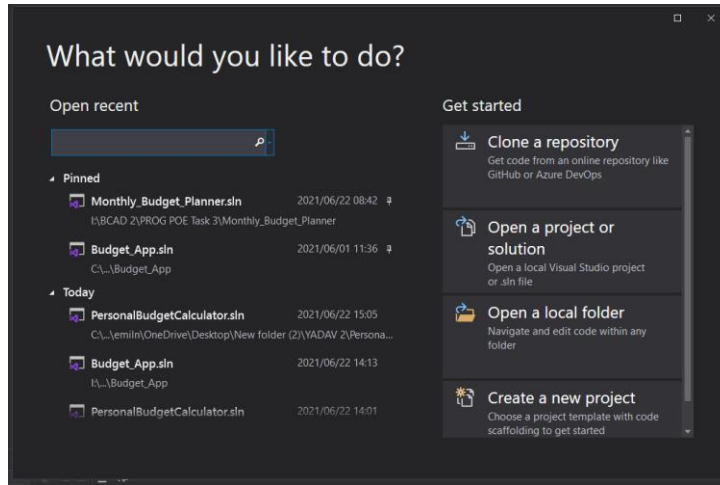 What would you like to do?
Open recent
Pinned
Monthly_Budget_Planner.sln 2021/06/22 08:42
I:\BCAD 2\PROG POE Task 3\Monthly_Budget_Planner
Budget_App.sln 2021/06/01 11:36
C:\...\Budget_App
Today
PersonalBudgetCalculator.sln 2021/06/22 15:05
C:\...\emiln\OneDrive\Desktop\New folder (2)\YADAV 2\Persona...
Budget_App.sln 2021/06/22 14:13
I:\...\Budget_App
PersonalBudgetCalculator.sln 2021/06/22 14:01
Get started
Clone a repository
Get code from an online repository like
GitHub or Azure DevOps
Open a project or
solution
Open a local Visual Studio project
or .sln file
Open a local folder
Navigate and edit code within any
folder
Create a new project
Choose a project template with code
scaffolding to get started